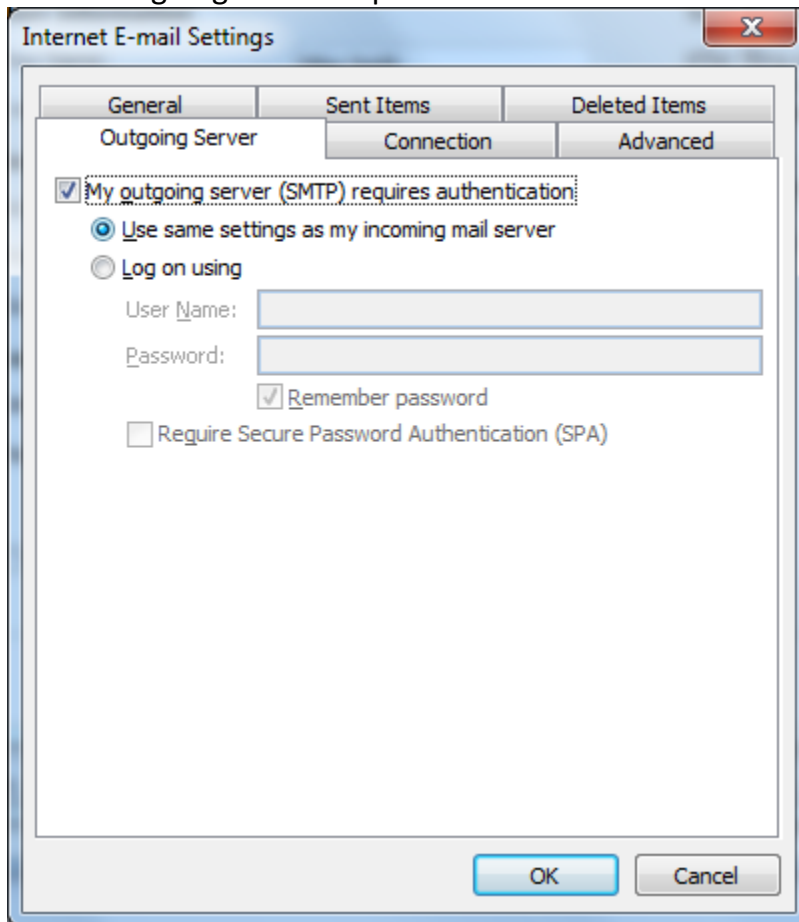 Internet E-mail Settings
General Sent Items Deleted Items
Outgoing Server Connection Advanced
My outgoing server (SMTP) requires authentication
Use same settings as my incoming mail server
Log on using
User Name:
Password:
Remember password
Require Secure Password Authentication (SPA)
OK Cancel